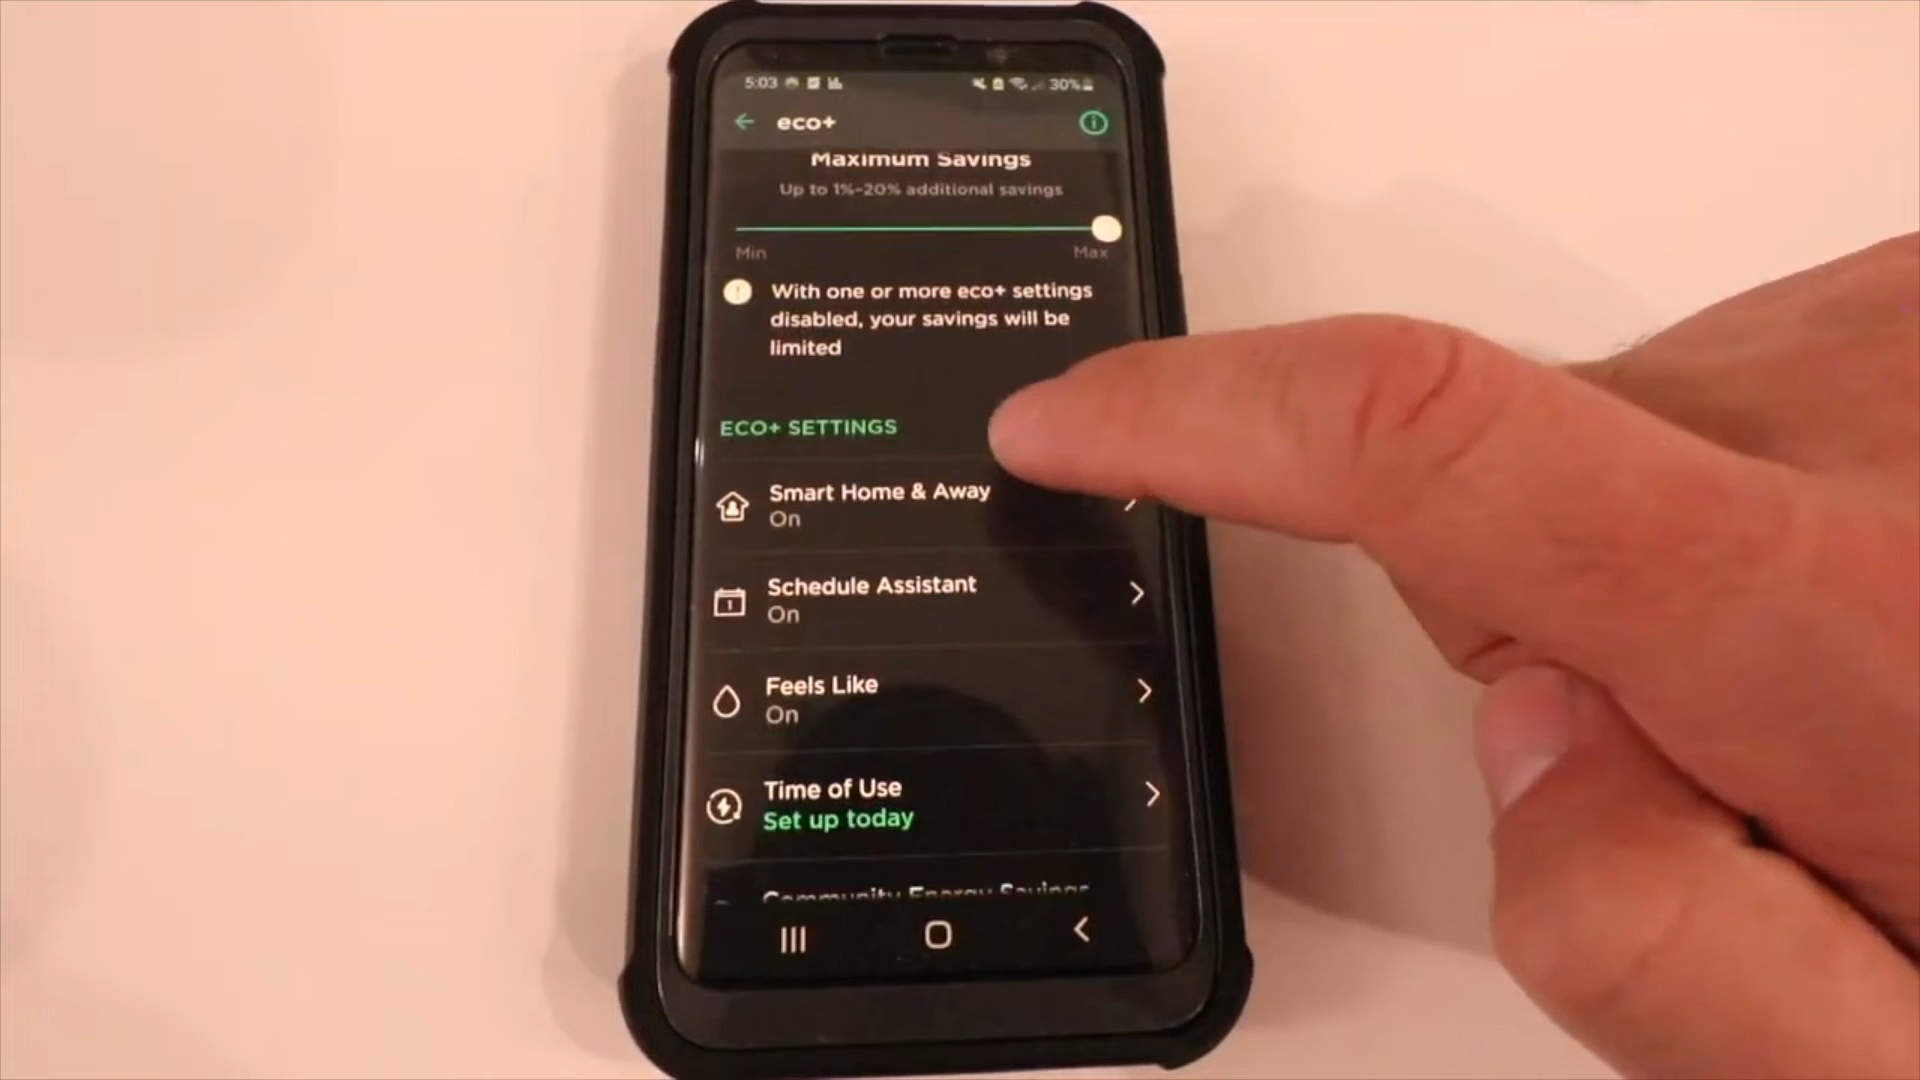 5:03
30%
eco+
Maximum Savings
Up to 1%-20% additional savings
Min
Max
With one or more eco+ settings
disabled, your savings will be
limited
ECO+ SETTINGS
Smart Home & Away
On
1
Schedule Assistant
On
Feels Like
On
Time of Use
Set up today
Community Energy Savings